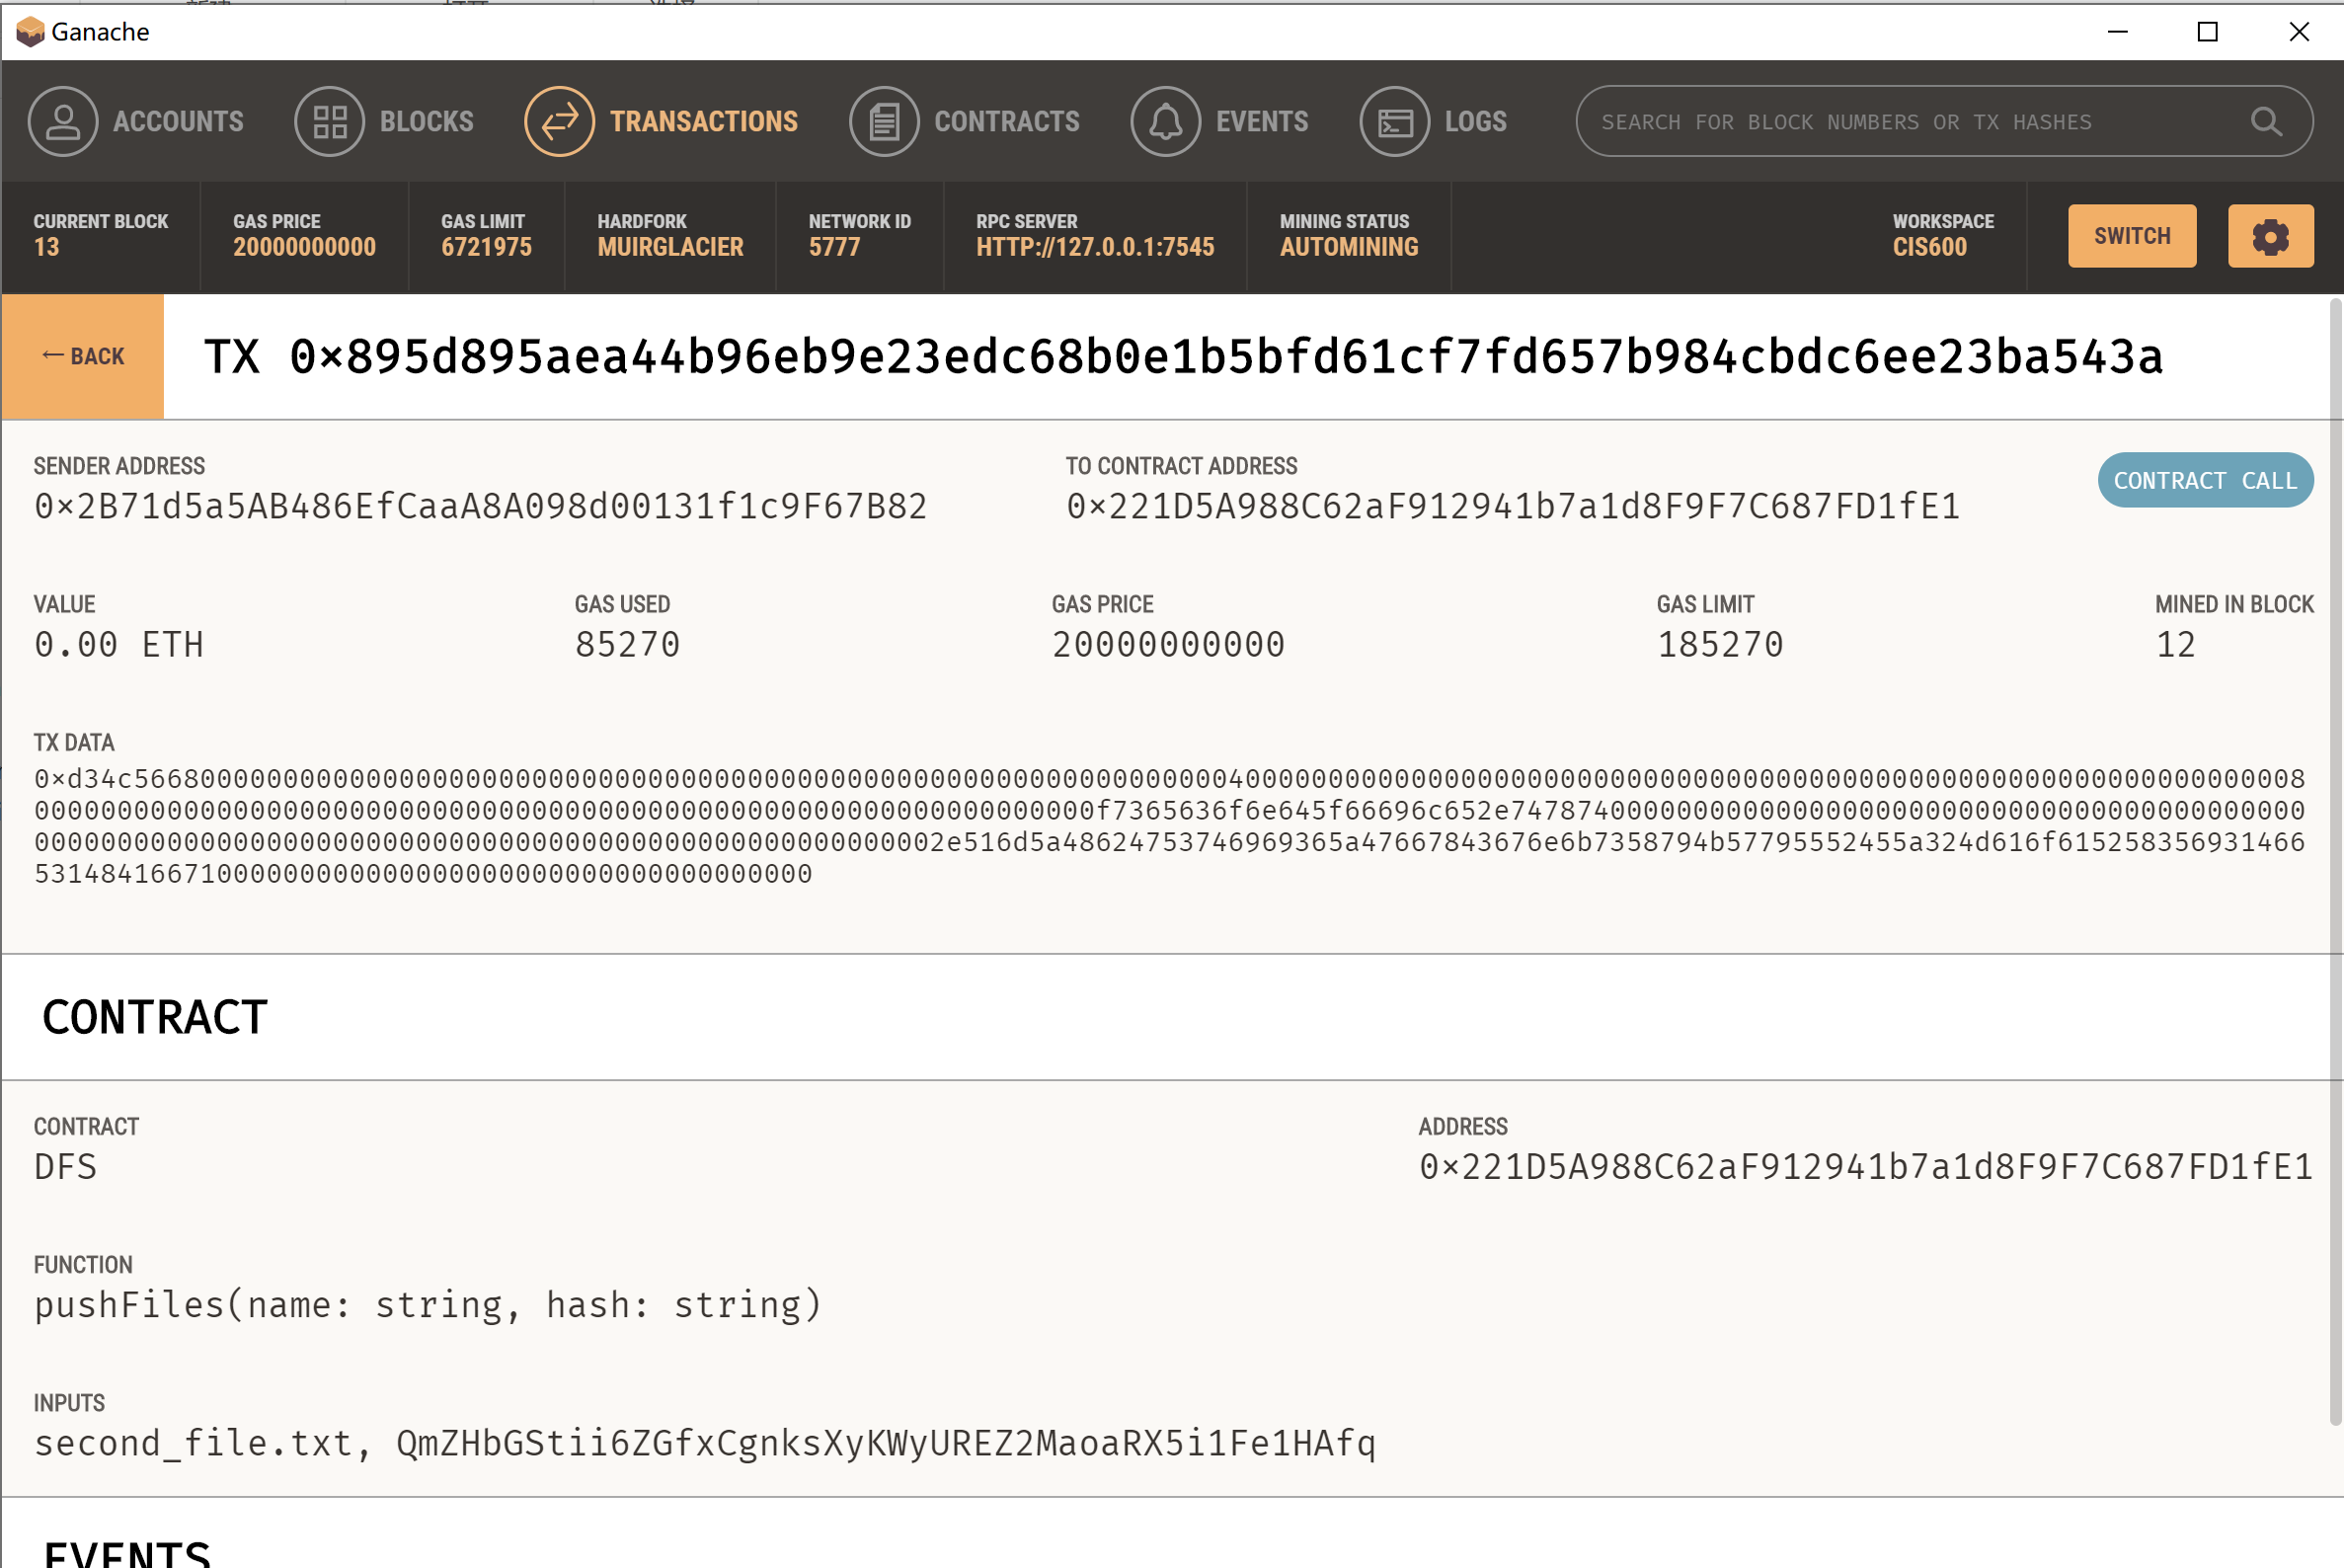 Ganache
ACCOUNTS BLOCKS TRANSACTIONS CONTRACTS EVENTS LOGS SEARCH FOR BLOCK NUMBERS OR TX HASHES
CURRENT BLOCK GAS PRICE GAS LIMIT HARDFORK NETWORK ID RPC SERVER MINING STATUS WORKSPACE
13 20000000000 6721975 MUIRGLACIER 5777 HTTP://127.0.0.1:7545 AUTOMINING CIS600
SWITCH
← BACK TX 0×895d895aea44b96eb9e23edc68b0e1b5bfd61cf7fd657b984cbdc6ee23ba543a
SENDER ADDRESS TO CONTRACT ADDRESS
0×2B71d5a5AB486EfCaaA8A098d00131f1c9F67B82 0×221D5A988C62aF912941b7a1d8F9F7C687FD1fE1 CONTRACT CALL
VALUE GAS USED GAS PRICE GAS LIMIT MINED IN BLOCK
0.00 ETH 85270 20000000000 185270 12
TX DATA
0×d34c566800000000000000000000000000000000000000000000000000000000000000400000000000000000000000000000000000000000000000000000000000000008
0000000000000000000000000000000000000000000000000000000000000000f7365636f6e645f66696c652e747874000000000000000000000000000000000000000000
0000000000000000000000000000000000000000000000000000002e516d5a48624753746969365a47667843676e6b7358794b57795552455a324d616f615258356931466
53148416671000000000000000000000000000000000000
CONTRACT
CONTRACT ADDRESS
DFS 0×221D5A988C62aF912941b7a1d8F9F7C687FD1fE1
FUNCTION
pushFiles(name: string, hash: string)
INPUTS
second_file.txt, QmZHbGStii6ZGfxCgnksXyKWyUREZ2MaoaRX5i1Fe1HAfq
EVENTS